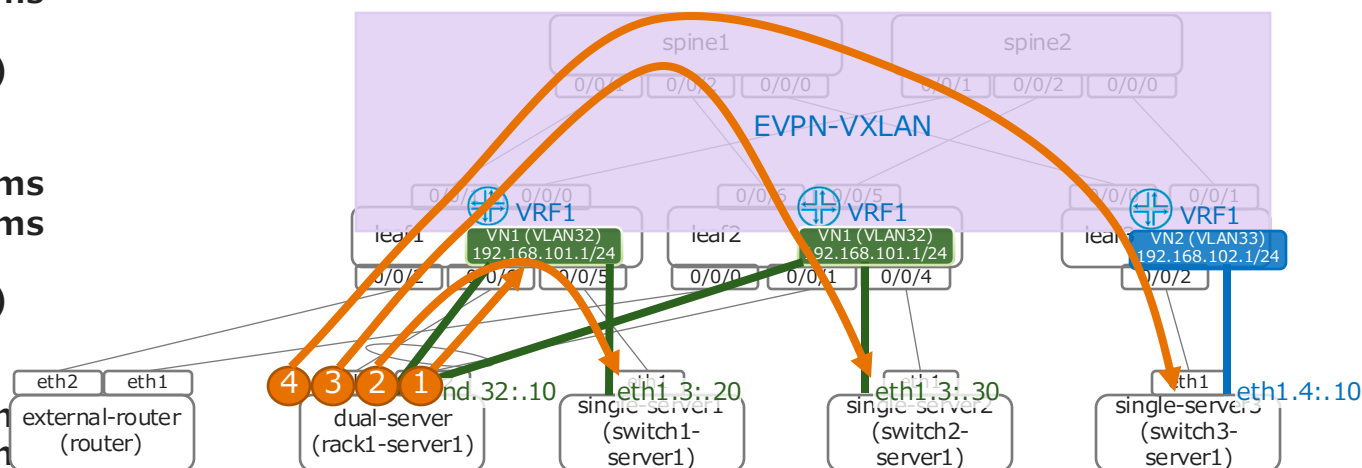 ms
)
ms
ms
)
spine1
spine2
0/0/1
0/0/2
0/0/0
0/0/1
0/0/2
0/0/0
EVPN-VXLAN
0/0/0
0/0/5
0/0/1
VRF1
VRF1
VRF1
leaf1
leaf2
VN1 (VLAN32)
192.168.101.1/24
VN1 (VLAN32)
192.168.101.1/24
VN2 (VLAN33)
192.168.102.1/24
0/0/5
0/0/0
0/0/1
0/0/4
0/0/2
4
3
2
1
eth2
eth1
nd.32:.10
eth1
eth1.3:.20
eth1.3:.30
eth1
eth1.4:.10
external-router
(router)
dual-server
(rack1-server1)
single-server1
(switch1-
server1)
single-server2
(switch2-
server1)
single-server3
(switch3-
server1)